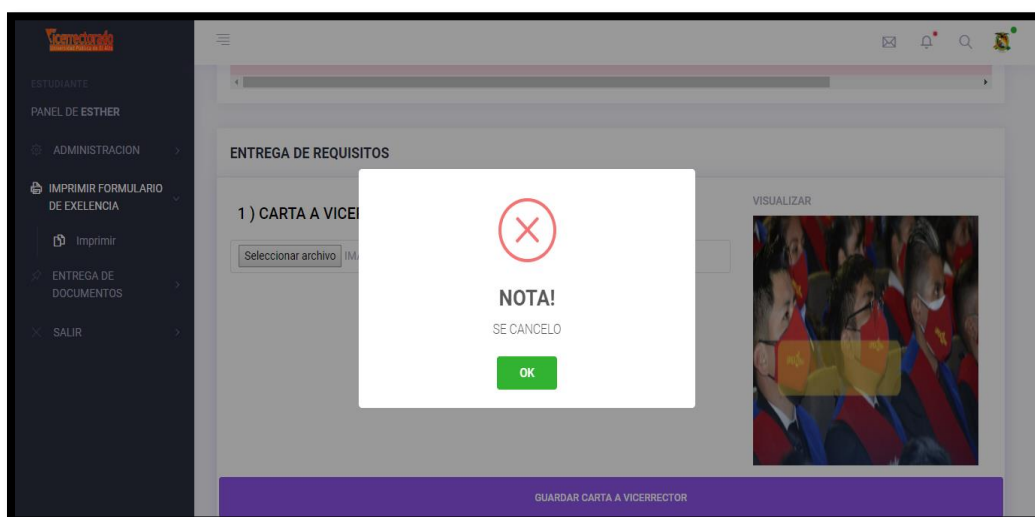 Vicerrectorado
ESTUDIANTE
PANEL DE ESTHER
ADMINISTRACION
IMPRIMIR FORMULARIO
DE EXELENCIA
Imprimir
ENTREGA DE
DOCUMENTOS
SALIR
ENTREGA DE REQUISITOS
1 ) CARTA A VICE
Seleccionar archivo
VISUALIZAR
NOTA!
SE CANCELO
OK
GUARDAR CARTA A VICERRECTOR